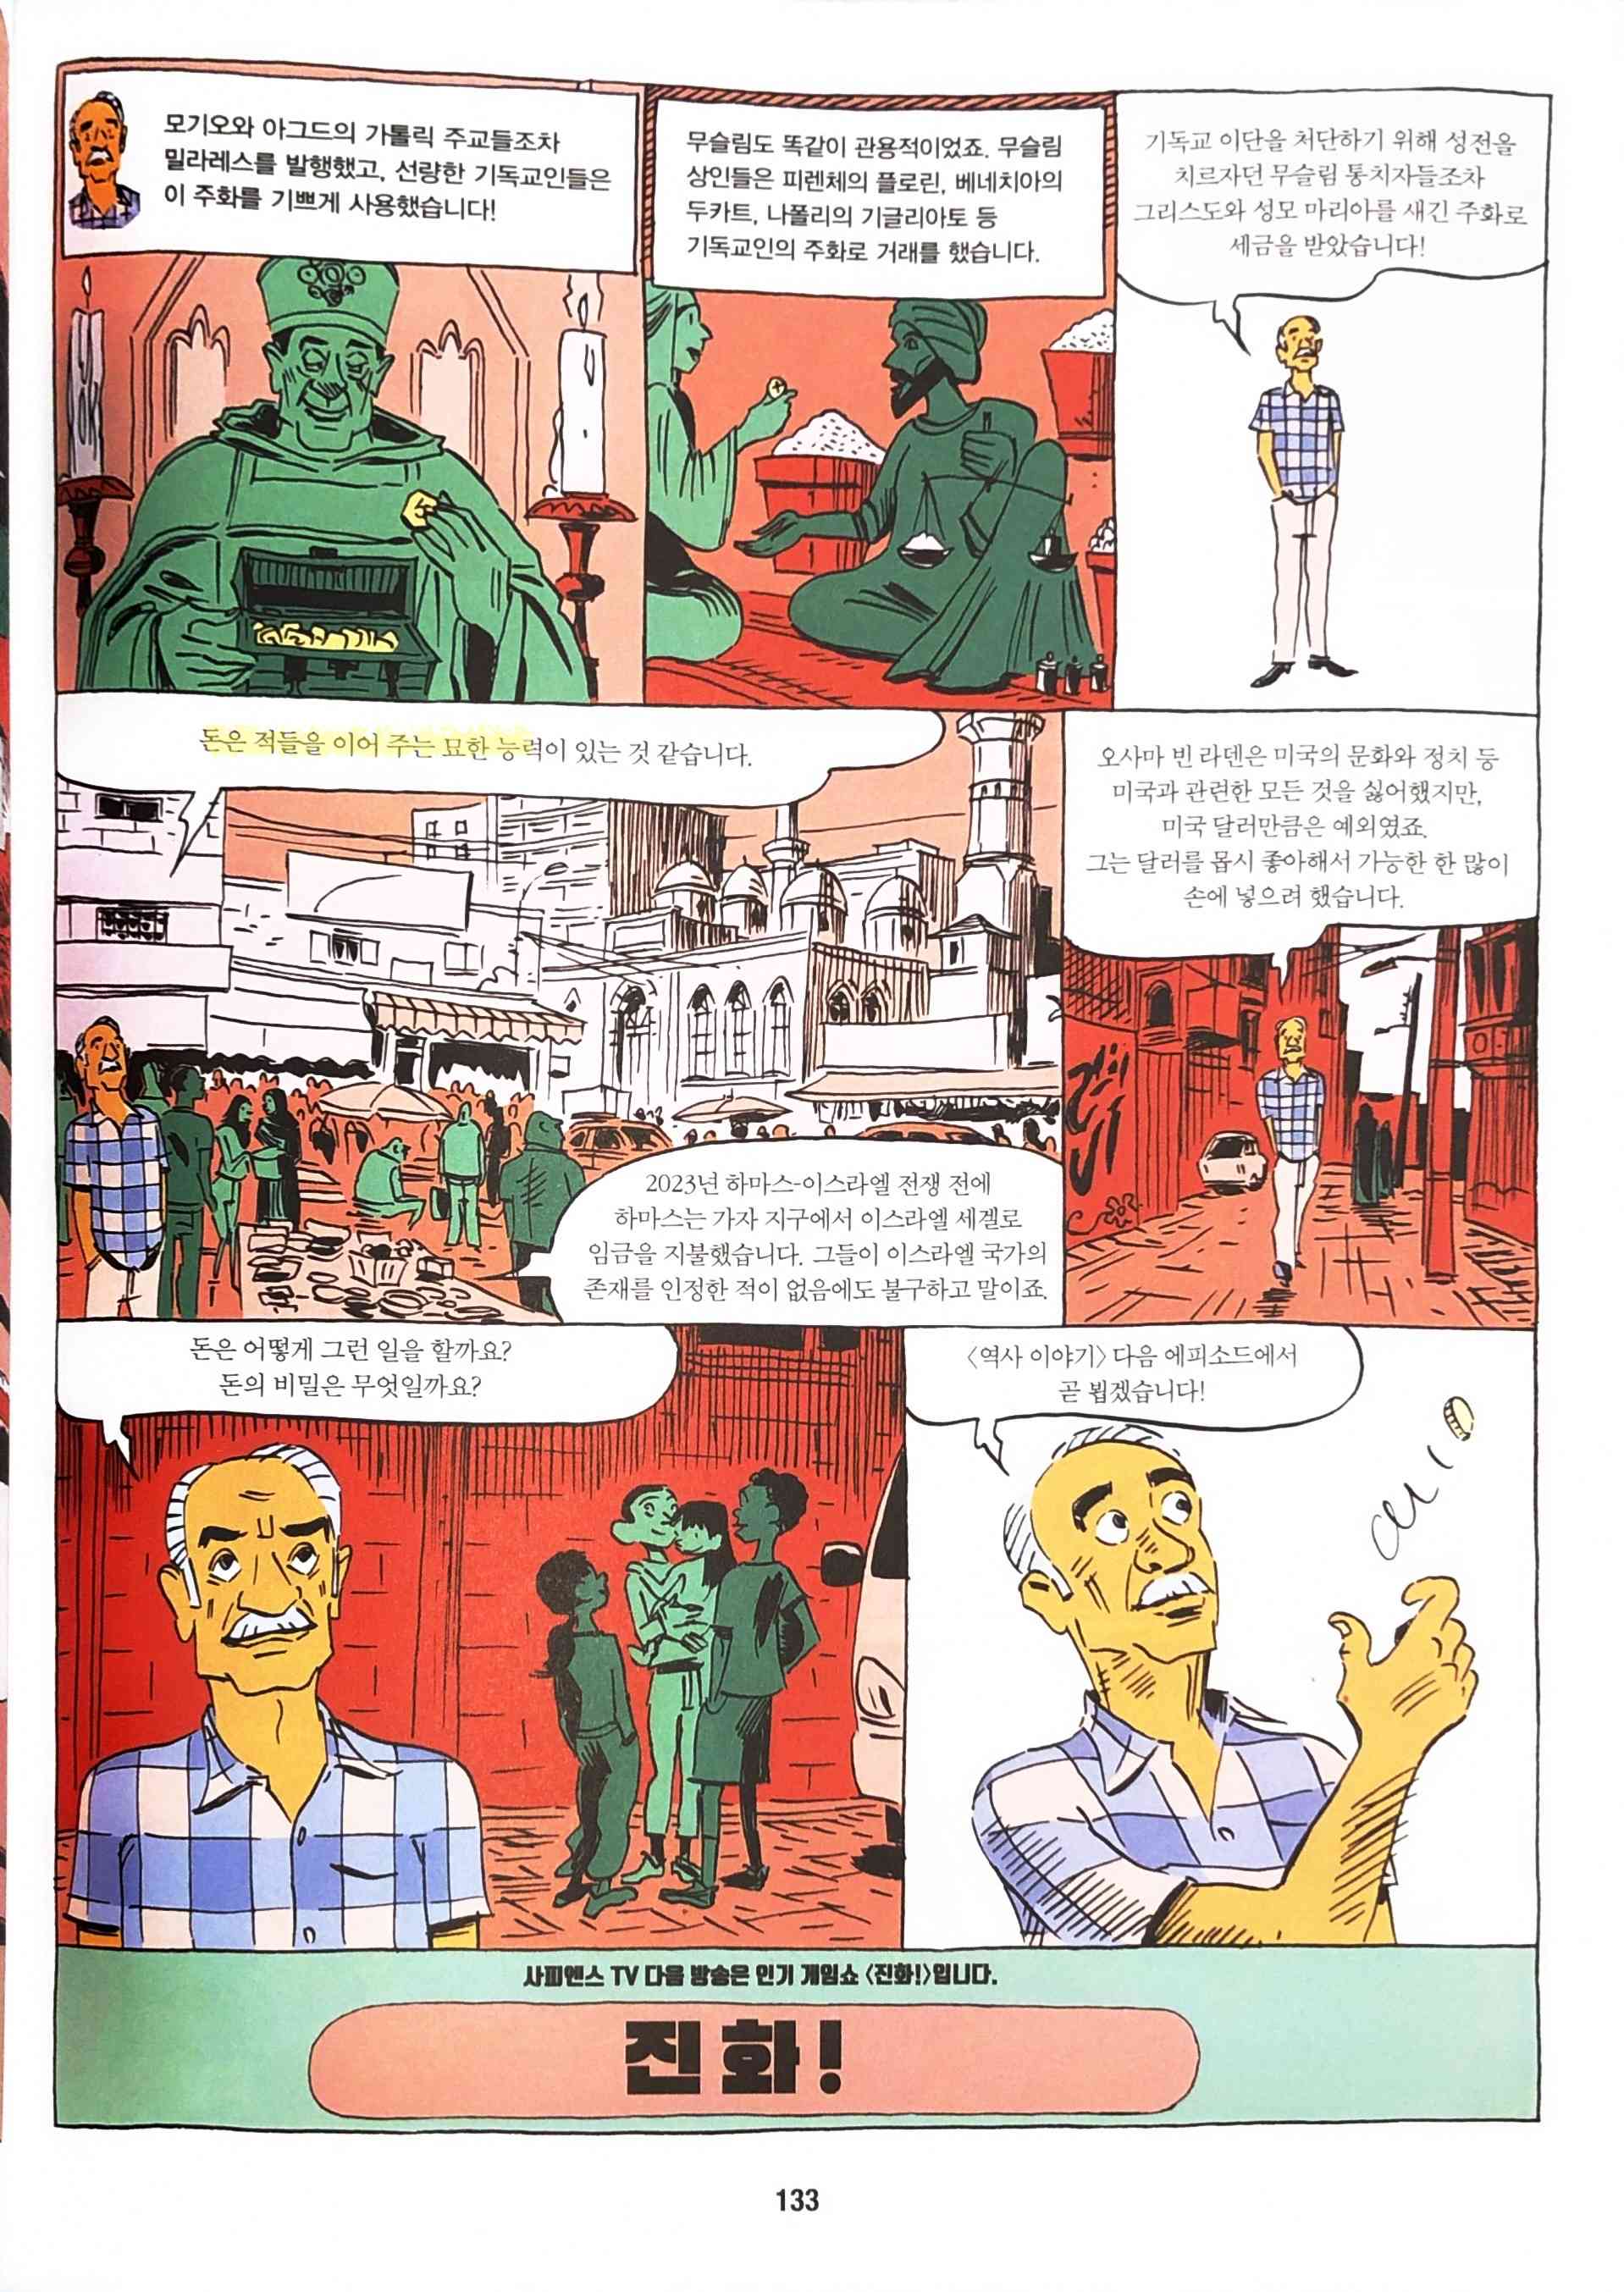 모기오와 아그드의 가톨릭 주교들조차
밀라레스를 발행했고, 선량한 기독교인들은
이 주화를 기쁘게 사용했습니다!
무슬림도 똑같이 관용적이었죠. 무슬림
상인들은 피렌체의 플로린, 베네치아의
두카트, 나폴리의 기글리아토 등
기독교인의 주화로 거래를 했습니다.
기독교 이단을 처단하기 위해 성전을
치르자던 무슬림 통치자들조차
그리스도와 성모 마리아를 새긴 주화로
세금을 받았습니다!
돈은 적들을 이어 주는 묘한 능력이 있는 것 같습니다.
2023년 하마스-이스라엘 전쟁 전에
하마스는 가자 지구에서 이스라엘 셰켈로
임금을 지불했습니다. 그들이 이스라엘 국가의
존재를 인정한 적이 없음에도 불구하고 말이죠.
오사마 빈 라덴은 미국의 문화와 정치 등
미국과 관련한 모든 것을 싫어했지만,
미국 달러만큼은 예외였죠.
그는 달러를 몹시 좋아해서 가능한 한 많이
손에 넣으려 했습니다.
돈은 어떻게 그런 일을 할까요?
돈의 비밀은 무엇일까요?
〈역사 이야기〉 다음 에피소드에서
곧 뵙겠습니다!
사피엔스 TV 다음 방송은 인기 게임쇼 〈진화!〉입니다.
진화!
133